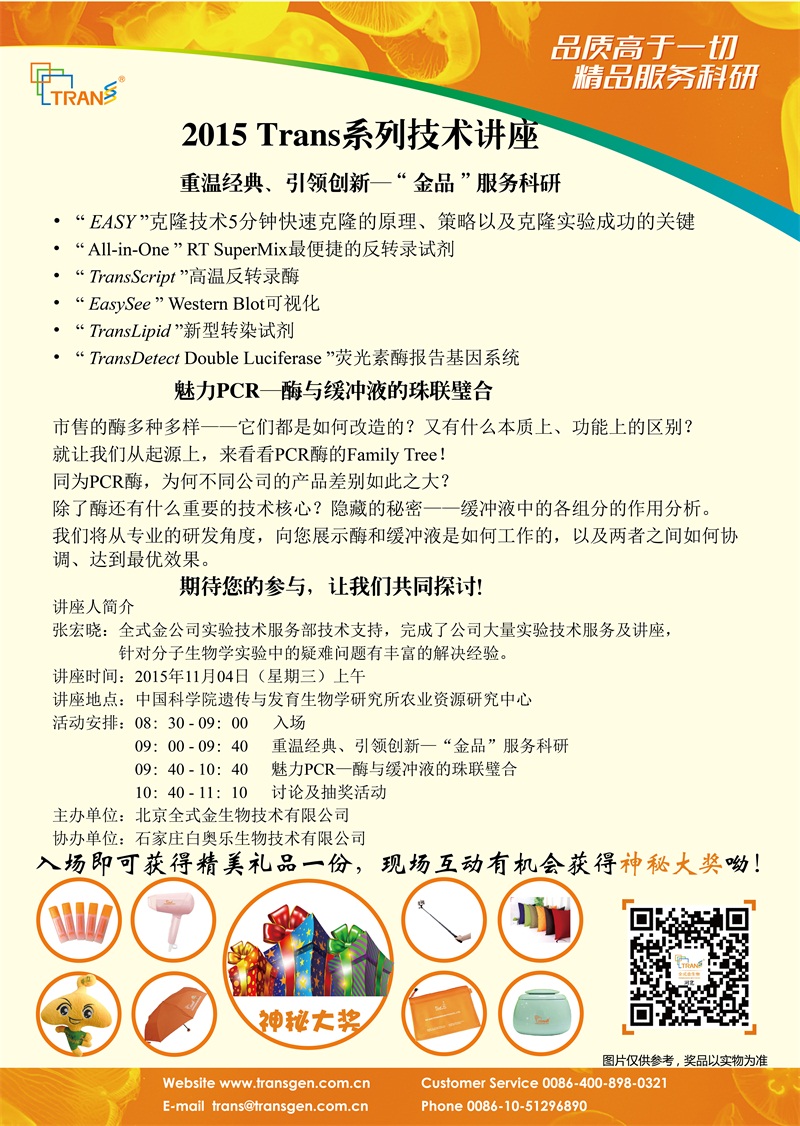 品质高于一切
精品服务科研
TRANS®
2015 Trans系列技术讲座
重温经典、引领创新—“金品”服务科研
• “EASY”克隆技术5分钟快速克隆的原理、策略以及克隆实验成功的关键
• “All-in-One” RT SuperMix最便捷的反转录试剂
• “TransScript”高温反转录酶
• “EasySee” Western Blot可视化
• “TransLipid”新型转染试剂
• “TransDetect Double Luciferase”荧光素酶报告基因系统
魅力PCR—酶与缓冲液的珠联璧合
市售的酶多种多样——它们都是如何改造的？又有什么本质上、功能上的区别？
就让我们从起源上，来看看PCR酶的Family Tree！
同为PCR酶，为何不同公司的产品差别如此之大？
除了酶还有什么重要的技术核心？隐藏的秘密——缓冲液中的各组分的作用分析。
我们将从专业的研发角度，向您展示酶和缓冲液是如何工作的，以及两者之间如何协
调、达到最优效果。
期待您的参与，让我们共同探讨!
讲座人简介
张宏晓：全式金公司实验技术服务部技术支持，完成了公司大量实验技术服务及讲座，
针对分子生物学实验中的疑难问题有丰富的解决经验。
讲座时间：2015年11月04日（星期三）上午
讲座地点：中国科学院遗传与发育生物学研究所农业资源研究中心
活动安排：08：30 - 09：00 入场
09：00 - 09：40 重温经典、引领创新—“金品”服务科研
09：40 - 10：40 魅力PCR—酶与缓冲液的珠联璧合
10：40 - 11：10 讨论及抽奖活动
主办单位：北京全式金生物技术有限公司
协办单位：石家庄白奥乐生物技术有限公司
入场即可获得精美礼品一份，现场互动有机会获得神秘大奖呦！
神秘大奖
TRANS
图片仅供参考，奖品以实物为准
Website www.transgen.com.cn
Customer Service 0086-400-898-0321
E-mail trans@transgen.com.cn
Phone 0086-10-51296890